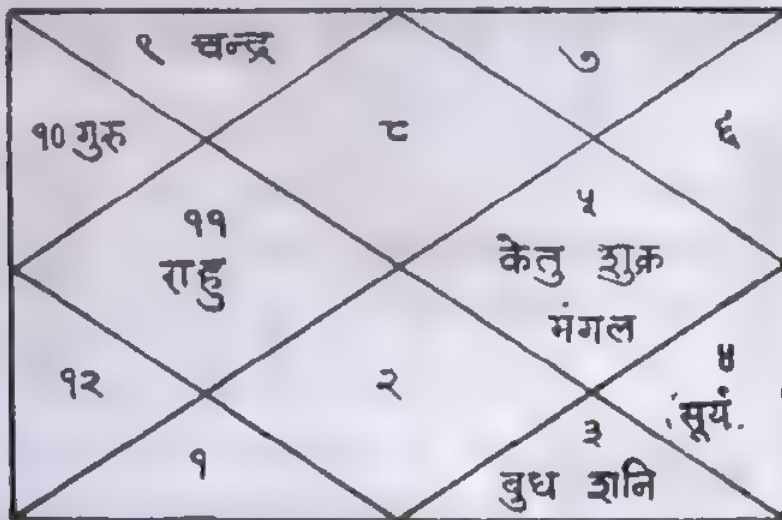 ९ चन्द्र
७
१० गुरु
८
६
११
राहु
५
केतु शुक्र
मंगल
१२
२
४
सूर्य
१
३
बुध शनि